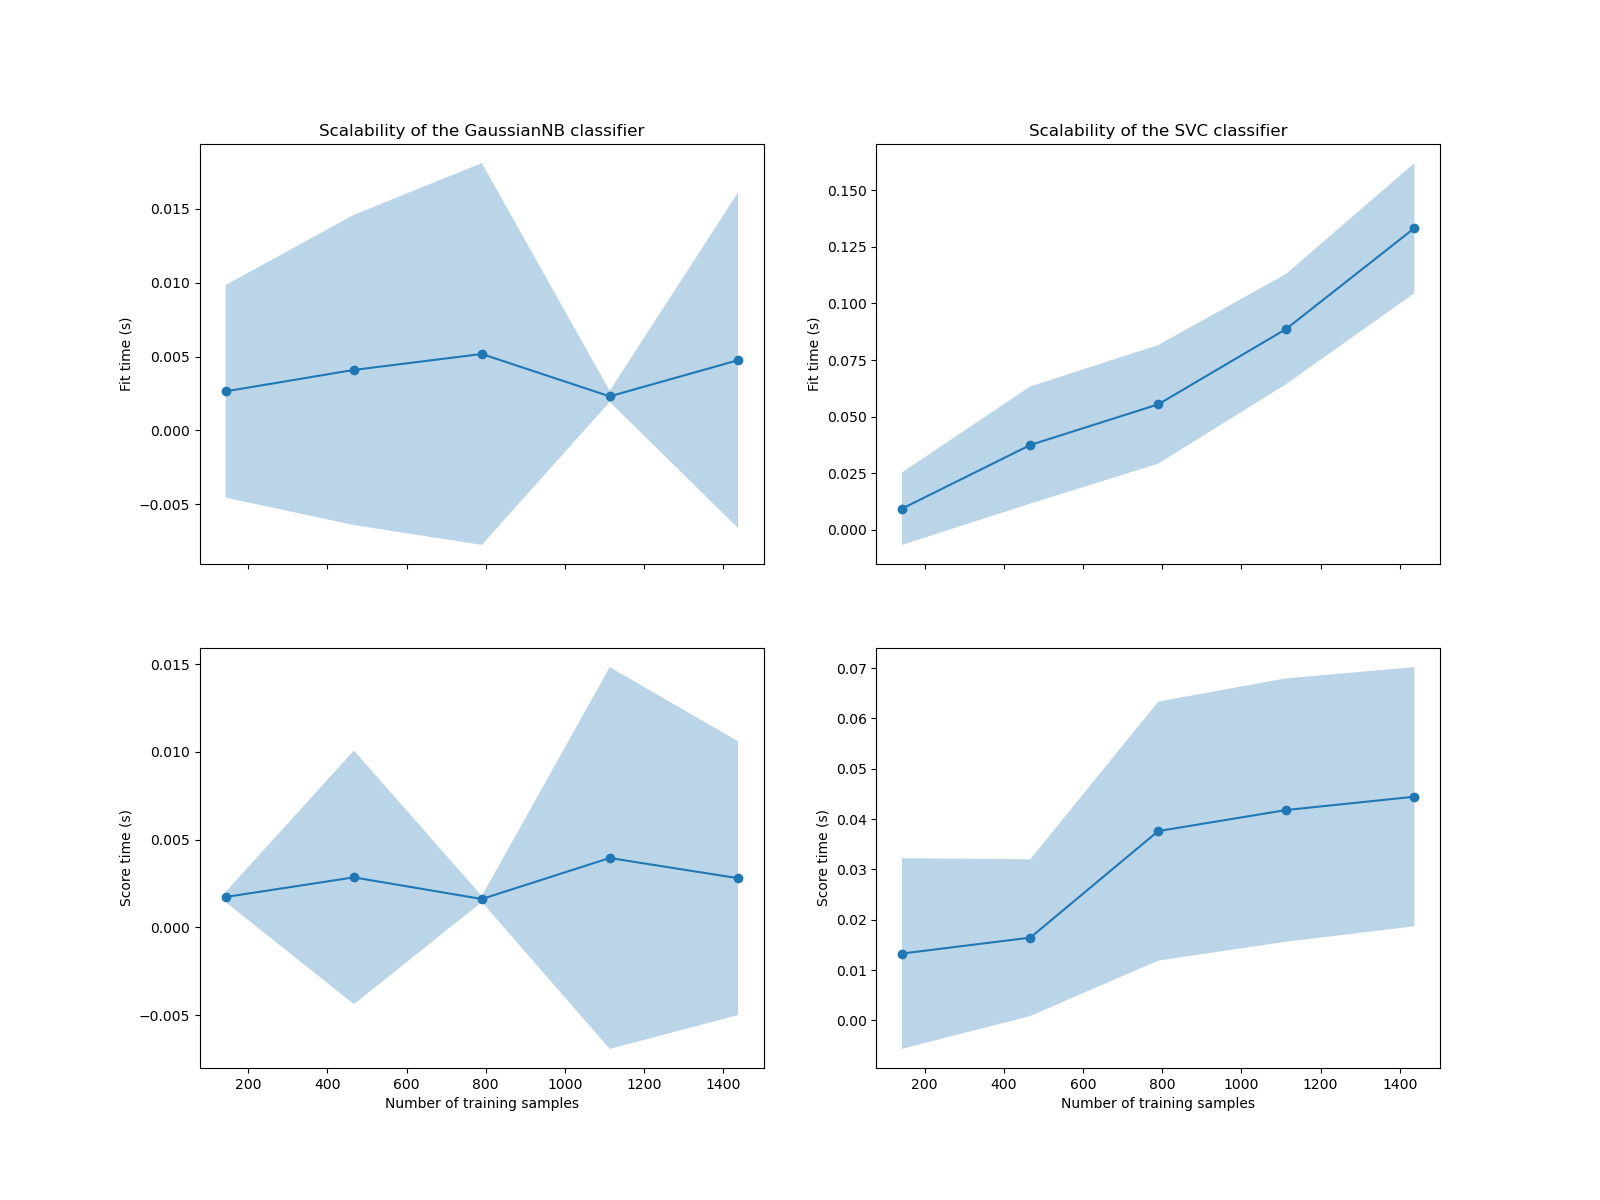 Scalability of the GaussianNB classifier
Scalability of the SVC classifier
0.015
0.010
0.005
0.000
−0.005
Fit time (s)
0.150
0.125
0.100
0.075
0.050
0.025
0.000
Fit time (s)
0.015
0.010
0.005
0.000
−0.005
Score time (s)
200 400 600 800 1000 1200 1400
Number of training samples
0.07
0.06
0.05
0.04
0.03
0.02
0.01
0.00
Score time (s)
200 400 600 800 1000 1200 1400
Number of training samples